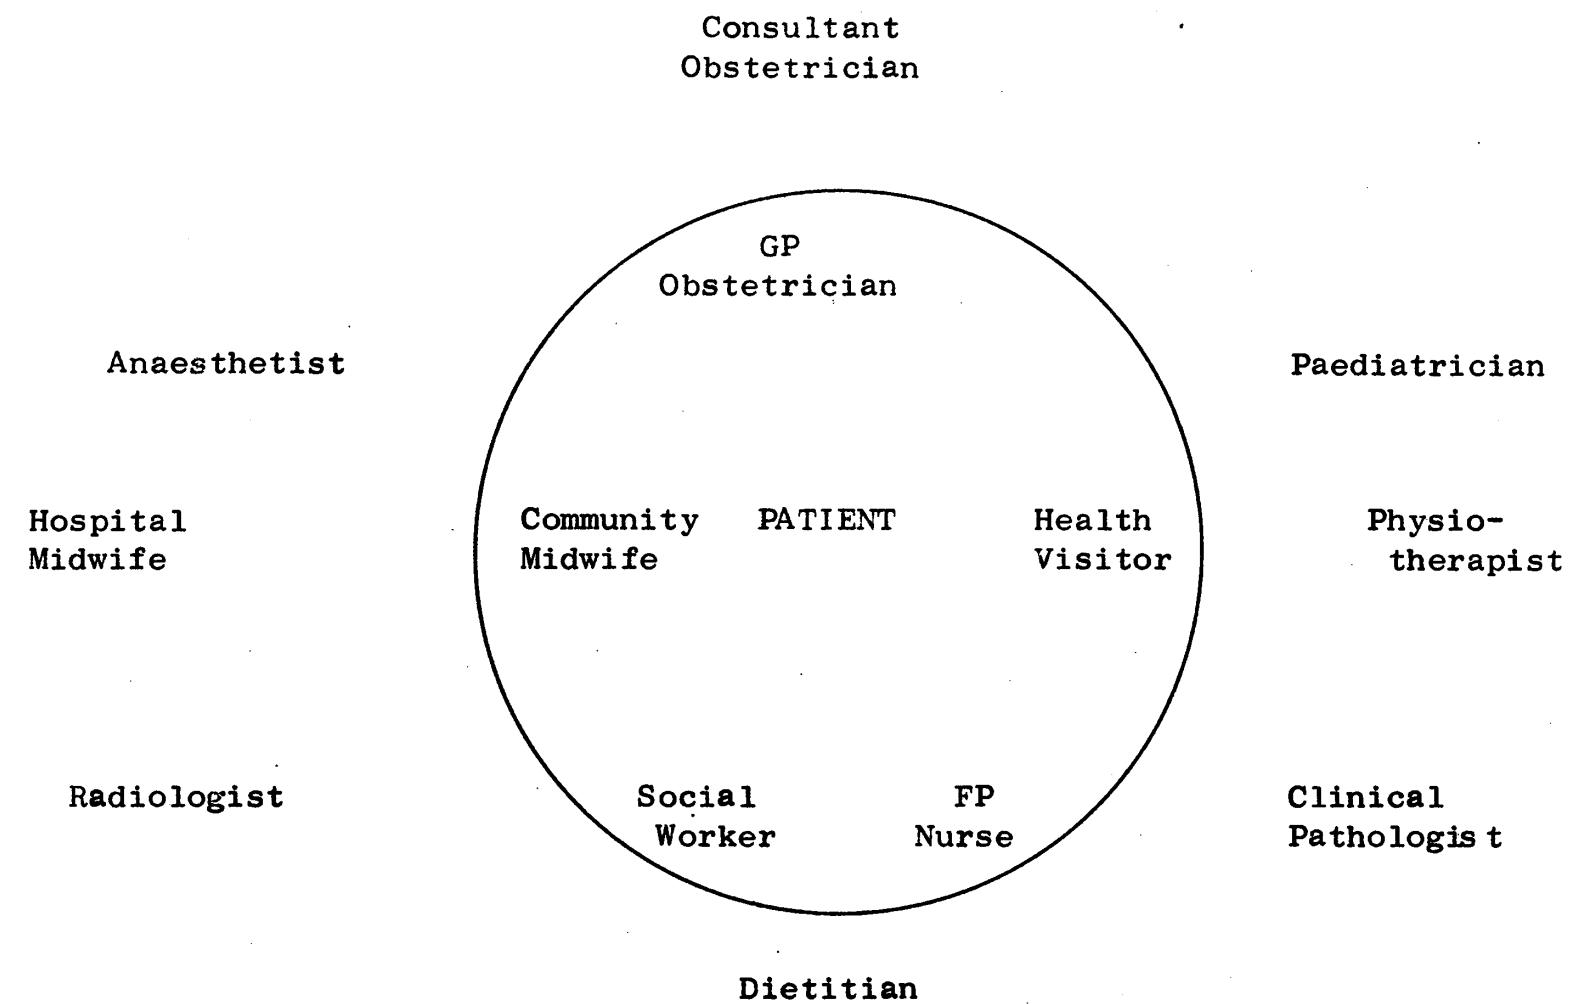 Consultant
Obstetrician
GP
Obstetrician
Anaesthetist
Paediatrician
Hospital
Midwife
Community
Midwife
PATIENT
Health
Visitor
Physio-
therapist
Radiologist
Social
Worker
FP
Nurse
Clinical
Pathologist
Dietitian